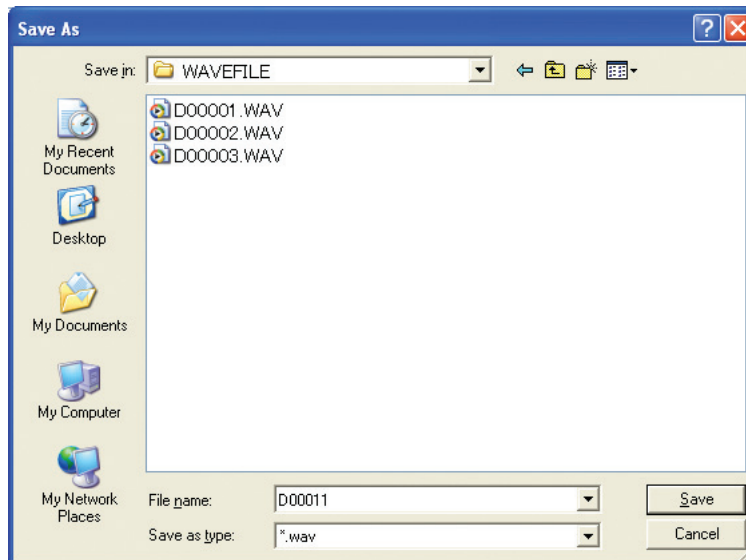 Save As
Save in: WAVEFILE
D00001.WAV
D00002.WAV
D00003.WAV
My Recent
Documents
Desktop
My Documents
My Computer
My Network
Places
File name: D00011 Save
Save as type: *.wav Cancel